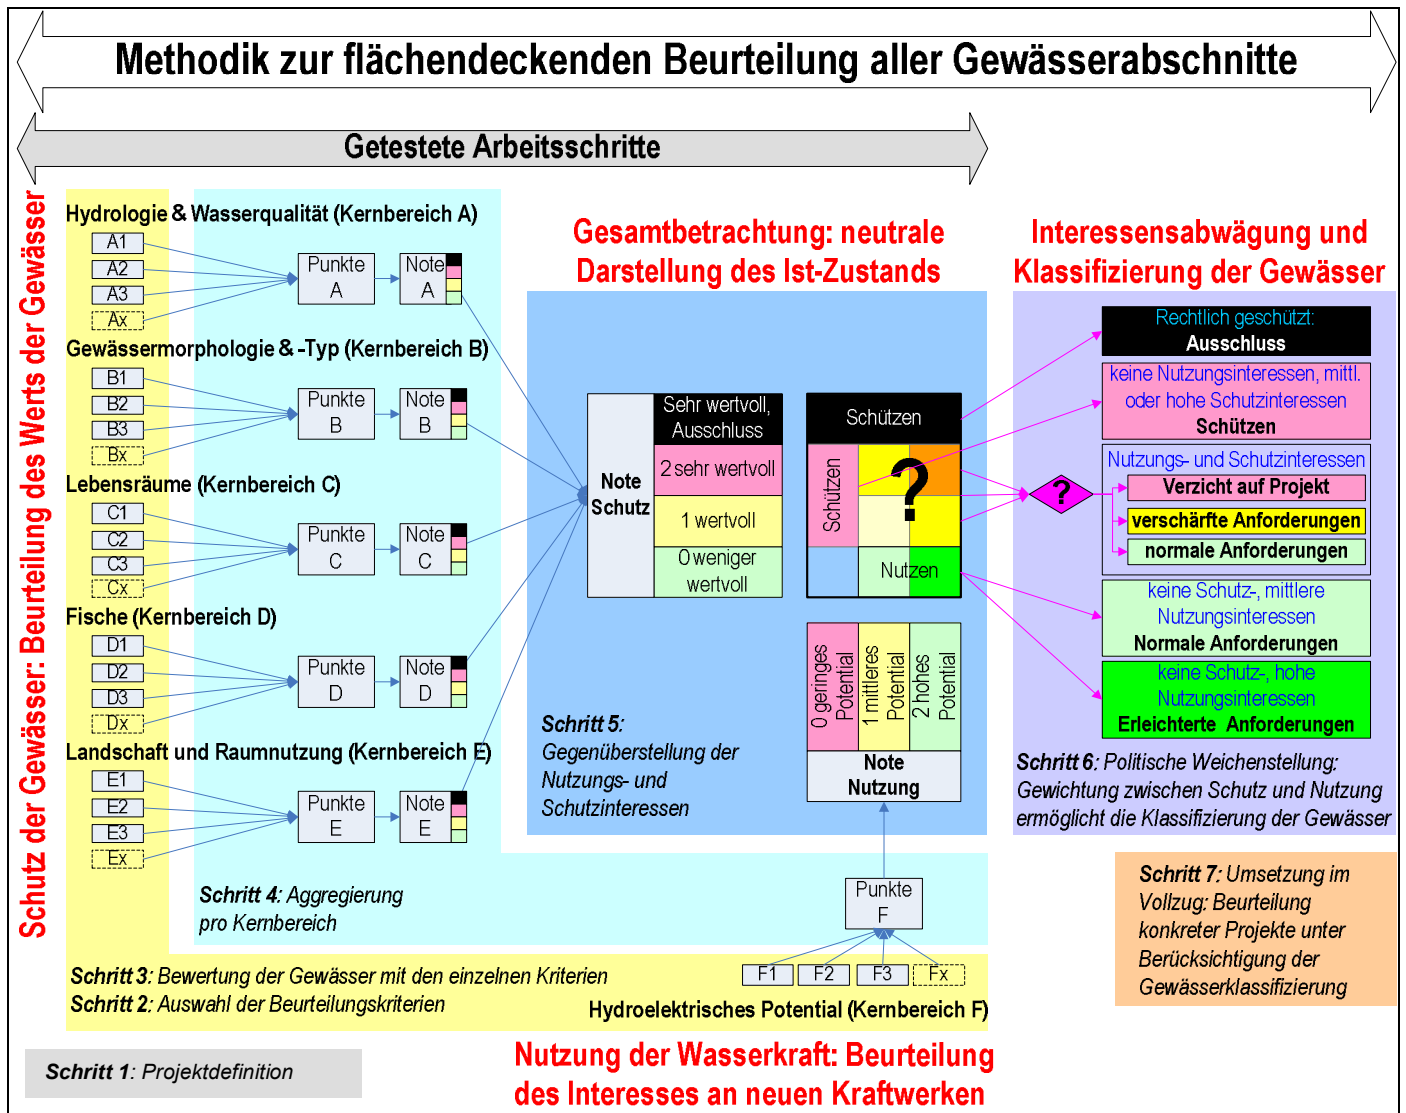 Methodik zur flächendeckenden Beurteilung aller Gewässerabschnitte
Getestete Arbeitsschritte
Schutz der Gewässer: Beurteilung des Werts der Gewässer
Hydrologie & Wasserqualität (Kernbereich A)
A1
A2
A3
Ax
Punkte
A
Note
A
Gewässermorphologie & -Typ (Kernbereich B)
B1
B2
B3
Bx
Punkte
B
Note
B
Lebensräume (Kernbereich C)
C1
C2
C3
Cx
Punkte
C
Note
C
Fische (Kernbereich D)
D1
D2
D3
Dx
Punkte
D
Note
D
Landschaft und Raumnutzung (Kernbereich E)
E1
E2
E3
Ex
Punkte
E
Note
E
Schritt 4: Aggregierung
pro Kernbereich
Schritt 3: Bewertung der Gewässer mit den einzelnen Kriterien
Schritt 2: Auswahl der Beurteilungskriterien
Schritt 1: Projektdefinition
Gesamtbetrachtung: neutrale
Darstellung des Ist-Zustands
Note
Schutz
Sehr wertvoll,
Ausschluss
2 sehr wertvoll
1 wertvoll
0 weniger
wertvoll
Schützen
Schützen
?
Nutzen
0 geringes
Potential
1 mittleres
Potential
2 hohes
Potential
Note
Nutzung
Schritt 5:
Gegenüberstellung der
Nutzungs- und
Schutzinteressen
Punkte
F
F1
F2
F3
Fx
Hydroelektrisches Potential (Kernbereich F)
Nutzung der Wasserkraft: Beurteilung
des Interesses an neuen Kraftwerken
Interessensabwägung und
Klassifizierung der Gewässer
Rechtlich geschützt:
Ausschluss
keine Nutzungsinteressen, mittl.
oder hohe Schutzinteressen
Schützen
?
Nutzungs- und Schutzinteressen
Verzicht auf Projekt
verschärfte Anforderungen
normale Anforderungen
keine Schutz-, mittlere
Nutzungsinteressen
Normale Anforderungen
keine Schutz-, hohe
Nutzungsinteressen
Erleichterte Anforderungen
Schritt 6: Politische Weichenstellung:
Gewichtung zwischen Schutz und Nutzung
ermöglicht die Klassifizierung der Gewässer
Schritt 7: Umsetzung im
Vollzug: Beurteilung
konkreter Projekte unter
Berücksichtigung der
Gewässerklassifizierung